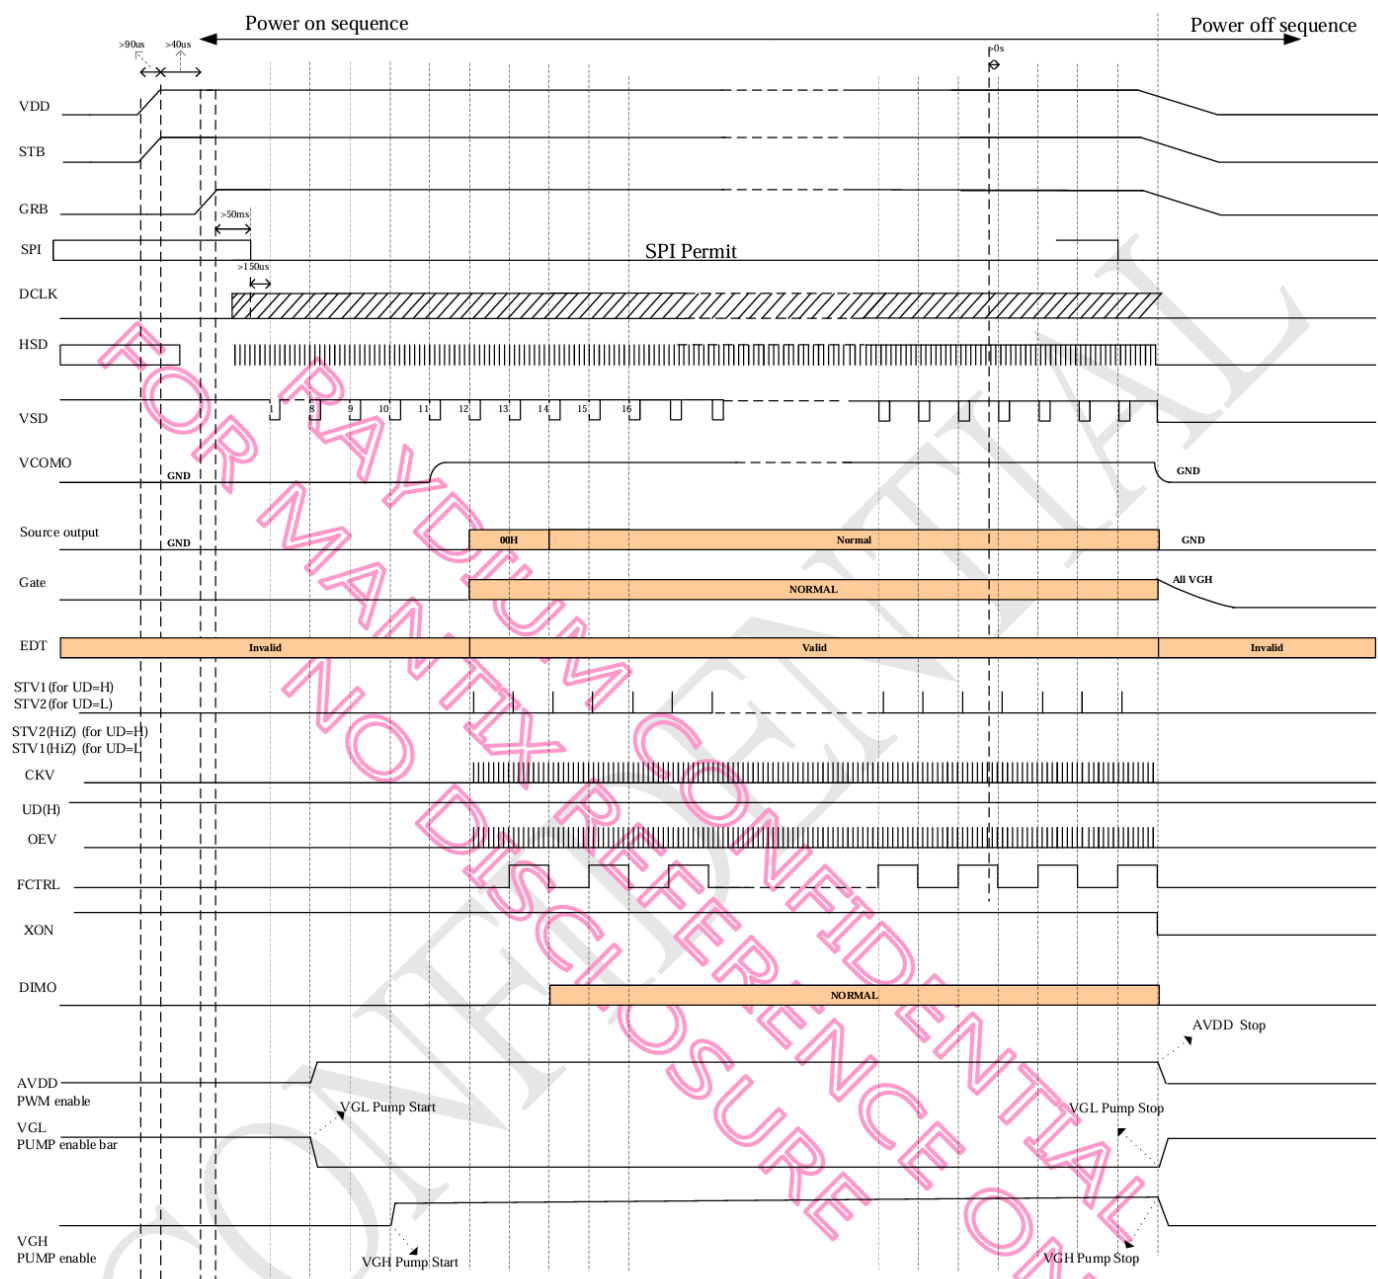 Power on sequence
Power off sequence
>90us
>40us
>0s
VDD
STB
GRB
>50ms
SPI
SPI Permit
>150us
DCLK
HSD
VSD
1 8 9 10 11 12 13 14 15 16
VCOMO
GND
GND
Source output
GND
00H
Normal
GND
Gate
NORMAL
All VGH
EDT
Invalid
Valid
Invalid
STV1(for UD=H)
STV2(for UD=L)
STV2(HiZ) (for UD=H)
STV1(HiZ) (for UD=L
CKV
UD(H)
OEV
FCTRL
XON
DIMO
NORMAL
AVDD Stop
AVDD
PWM enable
VGL Pump Start
VGL Pump Stop
VGL
PUMP enable bar
VGH
PUMP enable
VGH Pump Start
VGH Pump Stop
RAYDIUM CONFIDENTIAL
FOR MANTIX REFERENCE ON
NO DISCLOSURE
CONFIDENTIAL